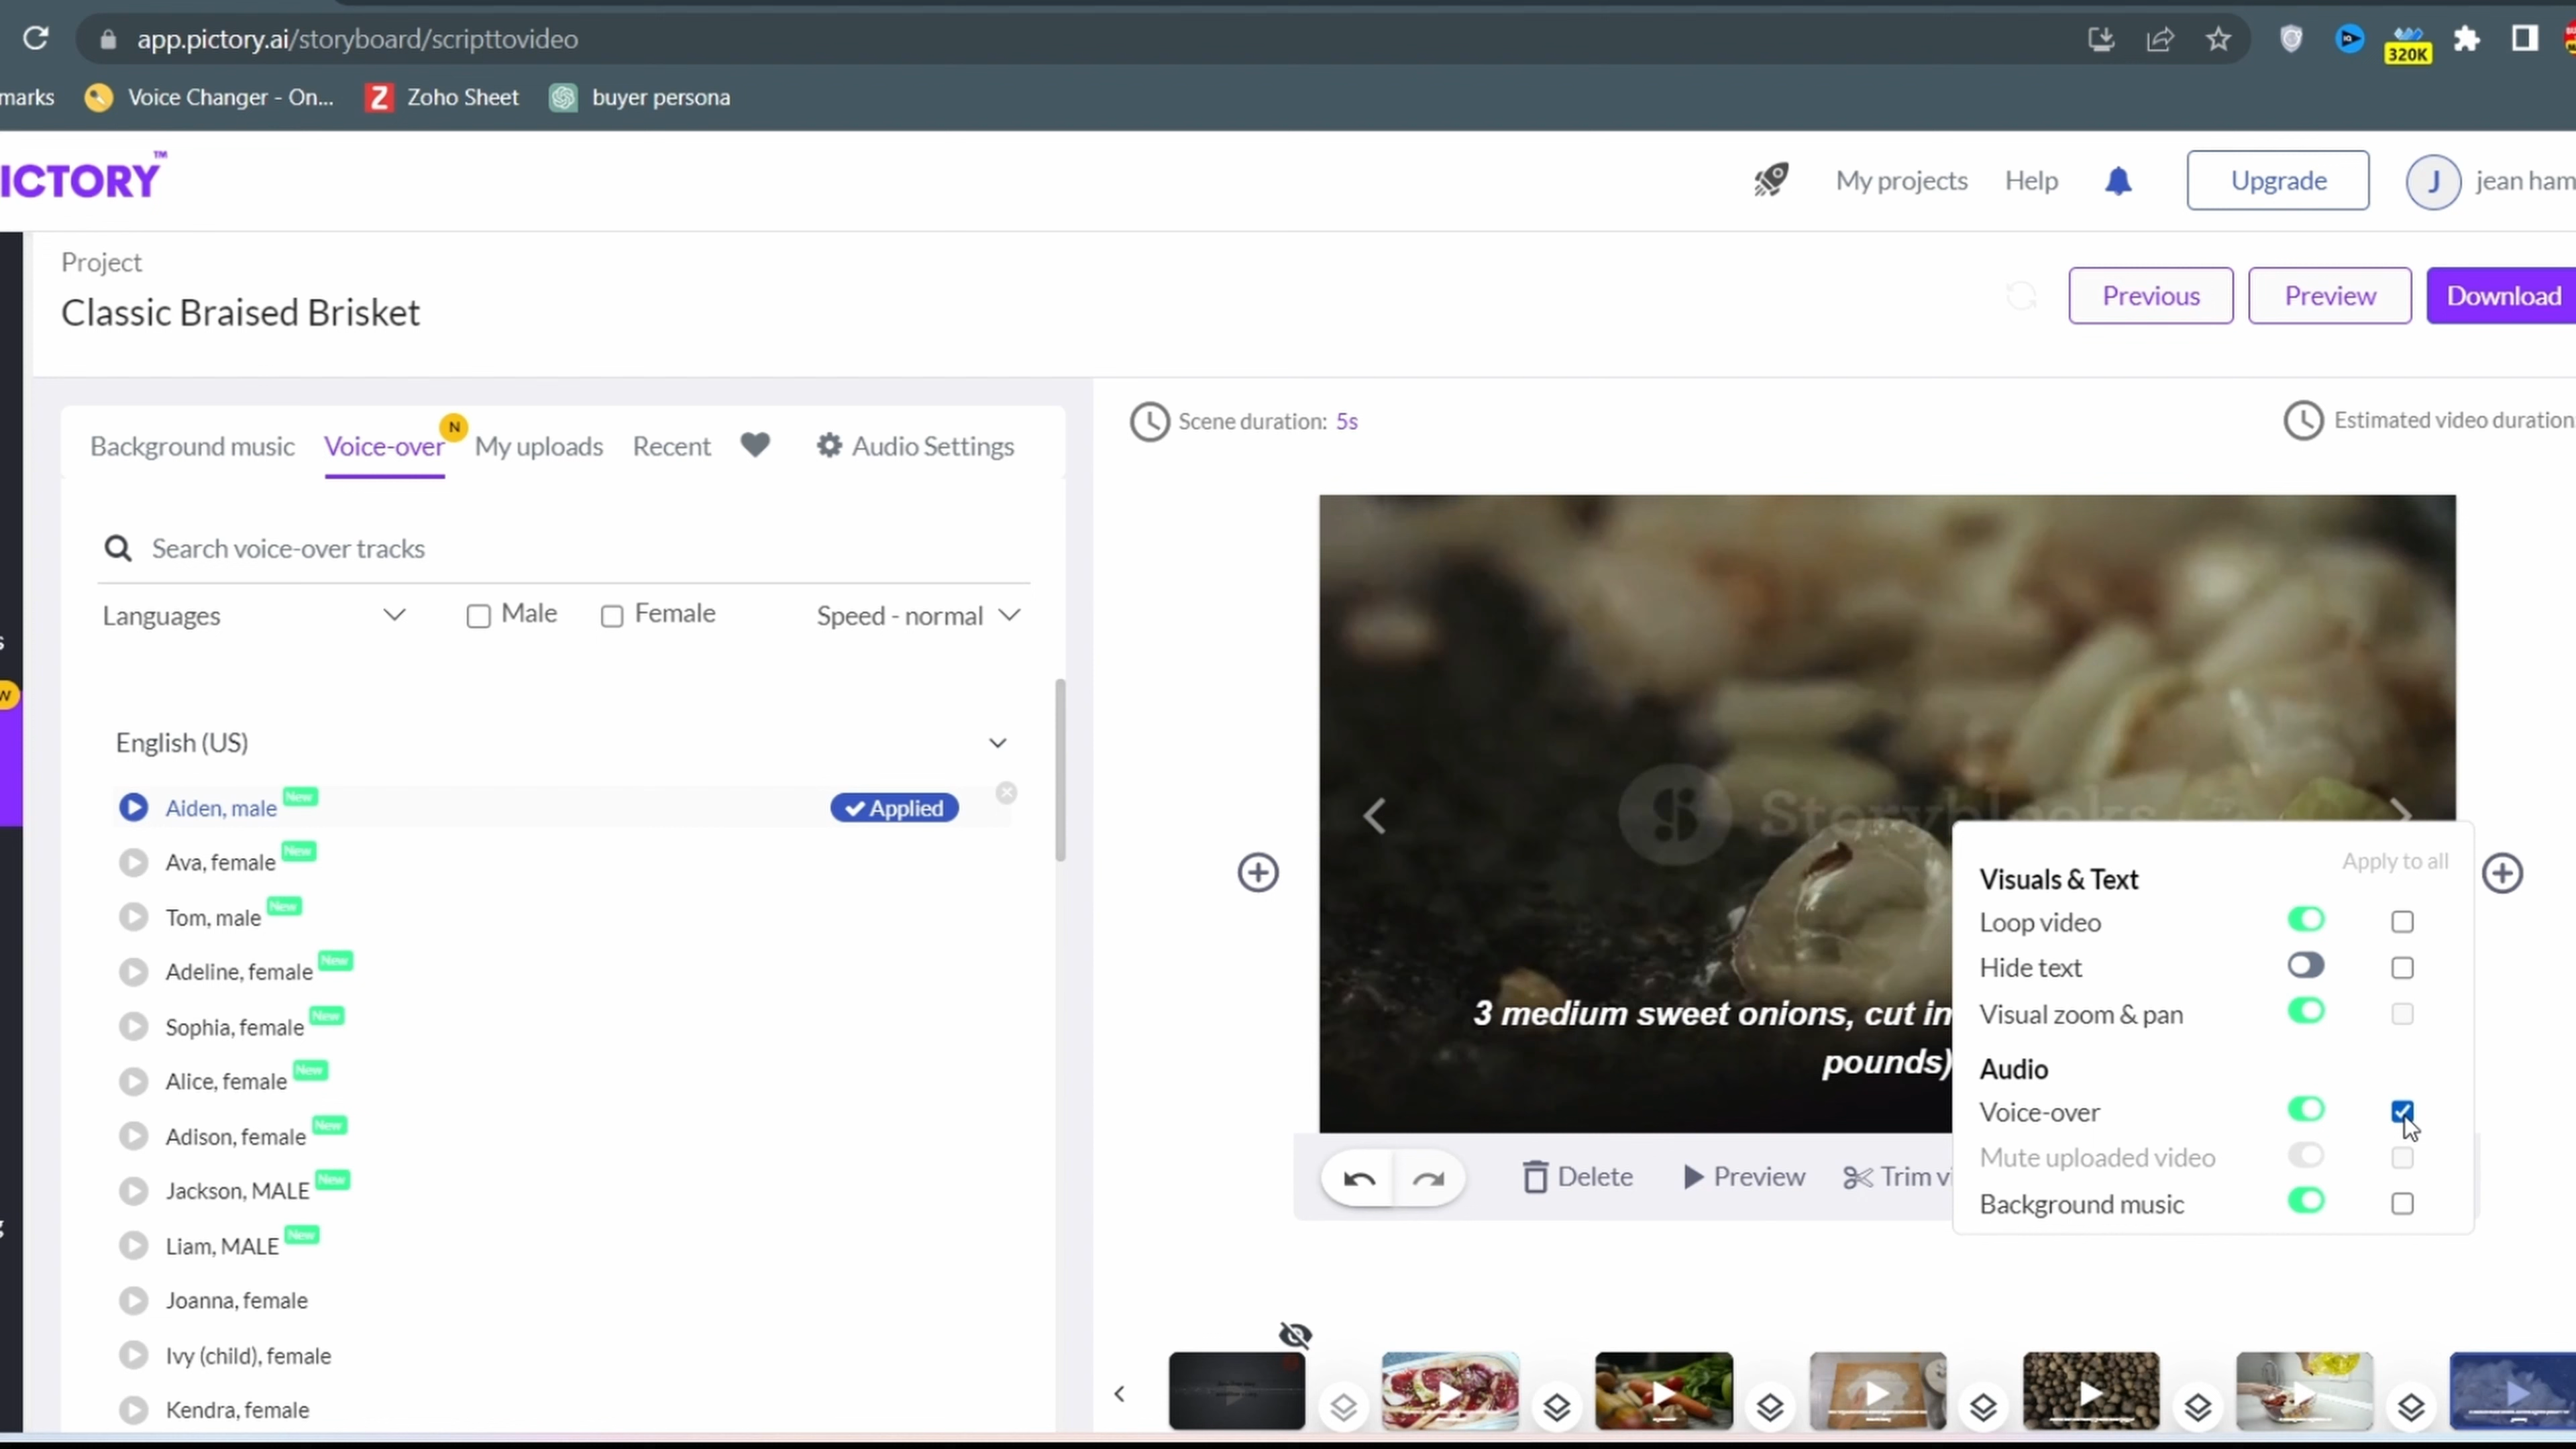 app.pictory.ai/storyboard/scripttovideo
320K
marks
Voice Changer - On...
Zoho Sheet
buyer persona
ICTORY™
My projects
Help
Upgrade
J
jean ham
Project
Classic Braised Brisket
Previous
Preview
Download
Background music
Voice-over
N
My uploads
Recent
Audio Settings
Search voice-over tracks
Languages
Male
Female
Speed - normal
English (US)
Aiden, male New
Applied
Ava, female New
Tom, male New
Adeline, female New
Sophia, female New
Alice, female New
Adison, female New
Jackson, MALE New
Liam, MALE New
Joanna, female
Ivy (child), female
Kendra, female
Scene duration: 5s
Estimated video duration
Storyblocks
3 medium sweet onions, cut in
pounds)
Apply to all
Visuals & Text
Loop video
Hide text
Visual zoom & pan
Audio
Voice-over
Mute uploaded video
Background music
Delete
Preview
Trim vi